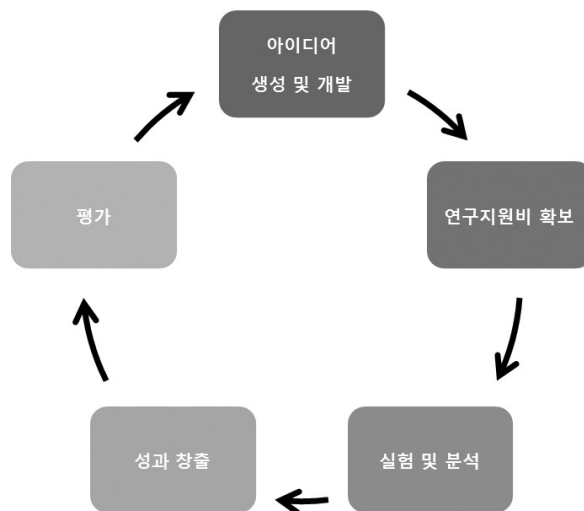 아이디어
생성 및 개발
연구지원비 확보
실험 및 분석
성과 창출
평가